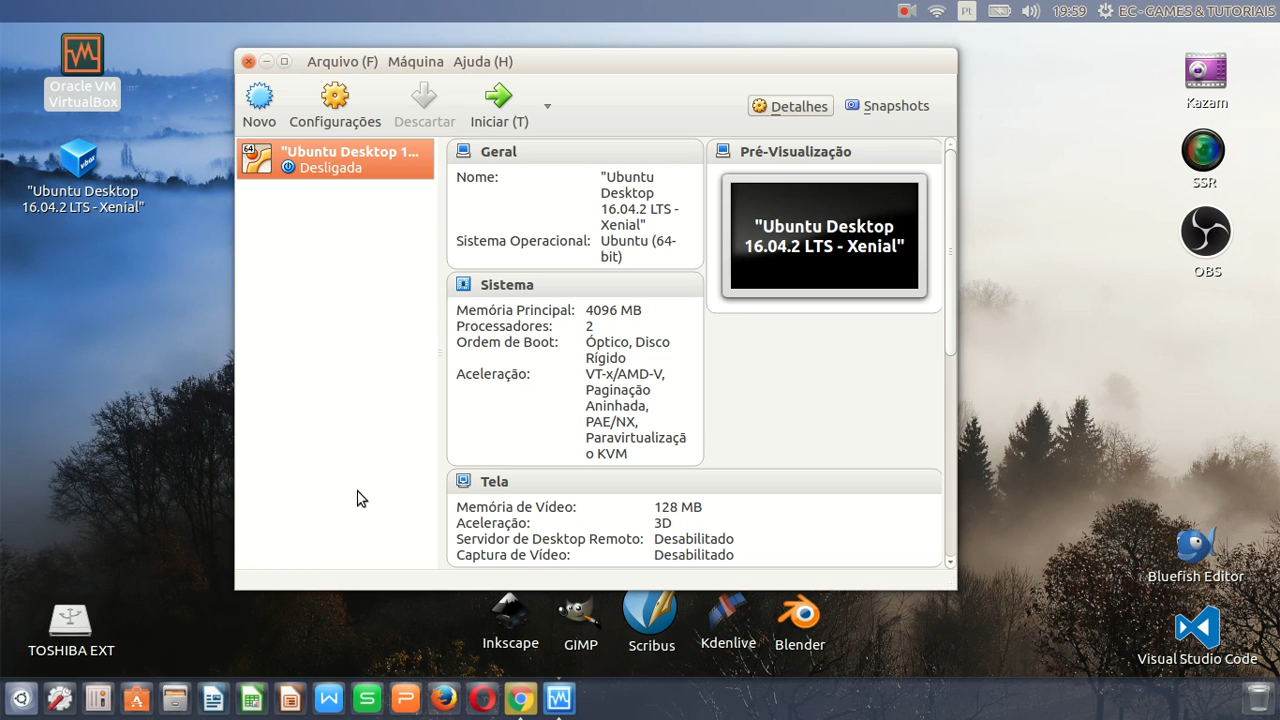 Pt
19:59
EC - GAMES & TUTORIAIS
Oracle VM
VirtualBox
"Ubuntu Desktop
16.04.2 LTS - Xenial"
TOSHIBA EXT
Arquivo (F) Máquina Ajuda (H)
Novo
Configurações
Descartar
Iniciar (T)
Detalhes
Snapshots
64
"Ubuntu Desktop 1...
Desligada
Geral
Nome: "Ubuntu
Desktop
16.04.2 LTS -
Xenial"
Sistema Operacional: Ubuntu (64-
bit)
Sistema
Memória Principal: 4096 MB
Processadores: 2
Ordem de Boot: Óptico, Disco
Rígido
Aceleração: VT-x/AMD-V,
Paginação
Aninhada,
PAE/NX,
Paravirtualizaçã
o KVM
Tela
Memória de Vídeo: 128 MB
Aceleração: 3D
Servidor de Desktop Remoto: Desabilitado
Captura de Vídeo: Desabilitado
Pré-Visualização
"Ubuntu Desktop
16.04.2 LTS - Xenial"
Kazam
SSR
OBS
Bluefish Editor
Visual Studio Code
Inkscape
GIMP
Scribus
Kdenlive
Blender